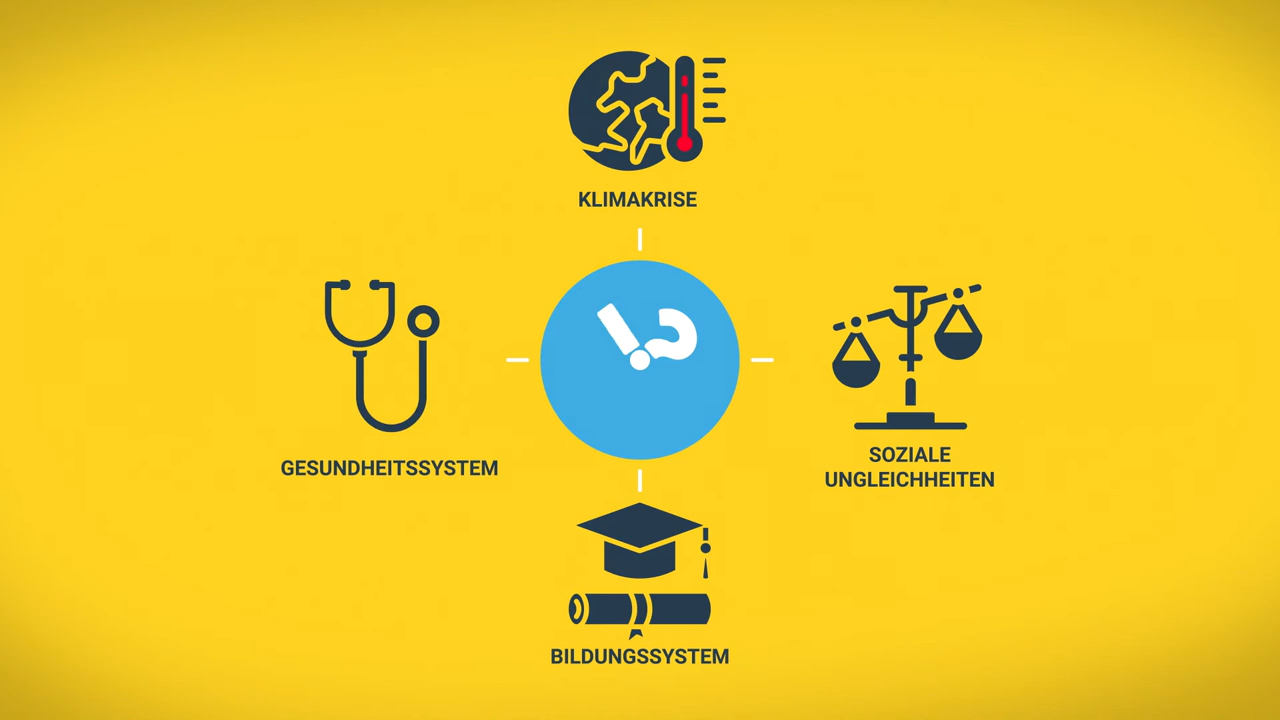 KLIMAKRISE
GESUNDHEITSSYSTEM
SOZIALE
UNGLEICHHEITEN
BILDUNGSSYSTEM